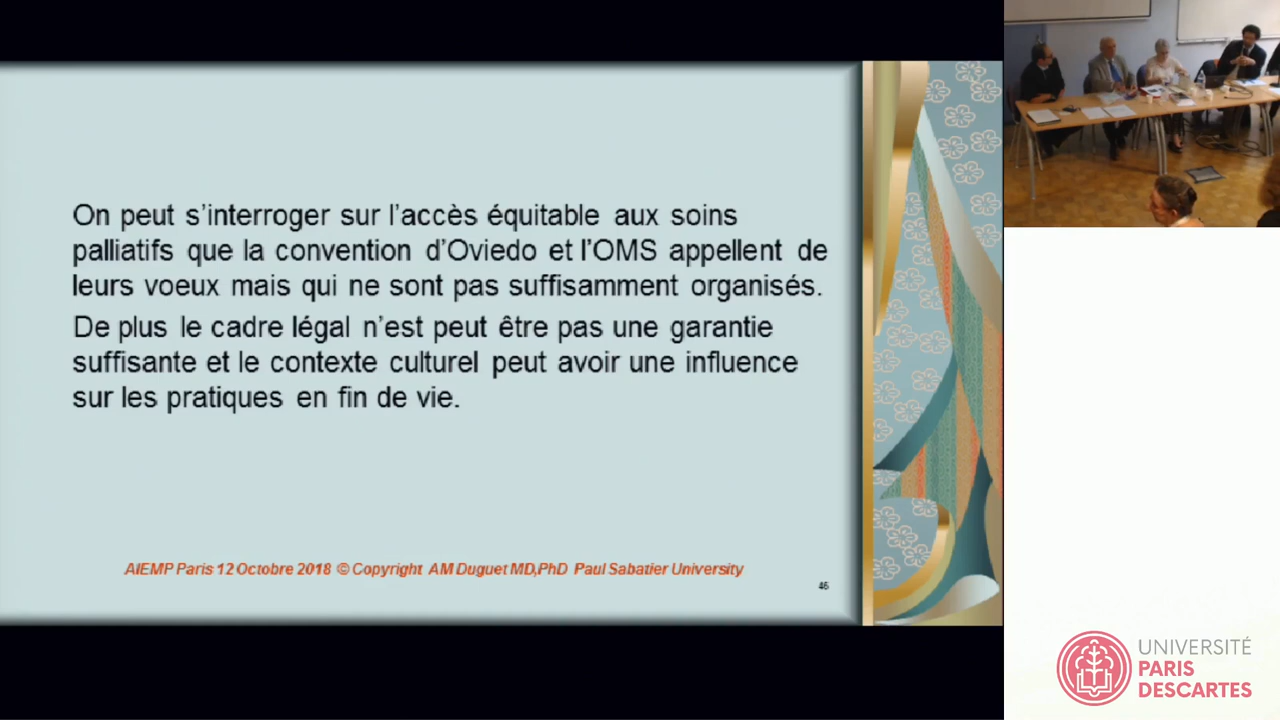 On peut s'interroger sur l'accès équitable aux soins
palliatifs que la convention d'Oviedo et l'OMS appellent de
leurs voeux mais qui ne sont pas suffisamment organisés.
De plus le cadre légal n'est peut être pas une garantie
suffisante et le contexte culturel peut avoir une influence
sur les pratiques en fin de vie.
AIEMP Paris 12 Octobre 2018 © Copyright AM Duguet MD,PhD Paul Sabatier University
46
UNIVERSITÉ
PARIS
DESCARTES